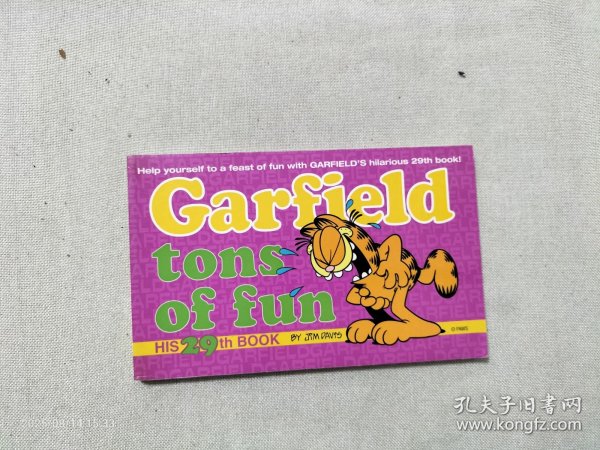 Help yourself to a feast of fun with GARFIELD'S hilarious 29th book!
Garfield
tons
of fun
HIS 29th BOOK
BY JIM DAVIS
© PAWS
孔夫子旧书网
www.kongfz.com